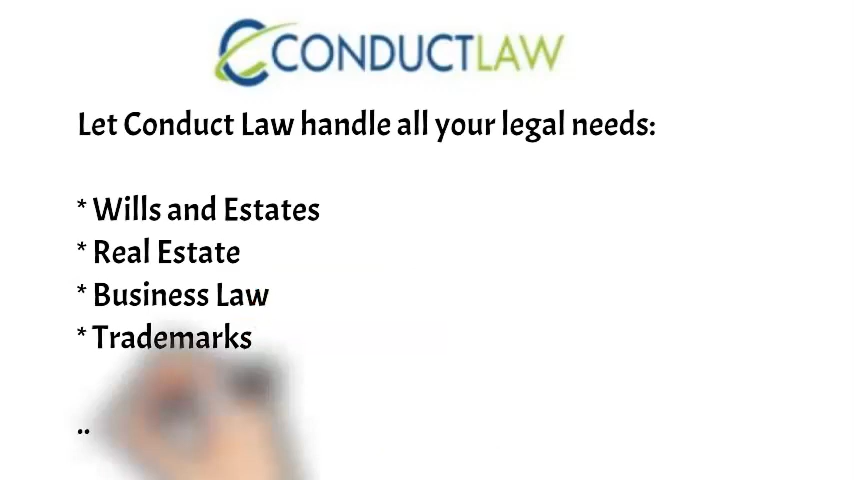 CONDUCTLAW
Let Conduct Law handle all your legal needs:
* Wills and Estates
* Real Estate
* Business Law
* Trademarks
..